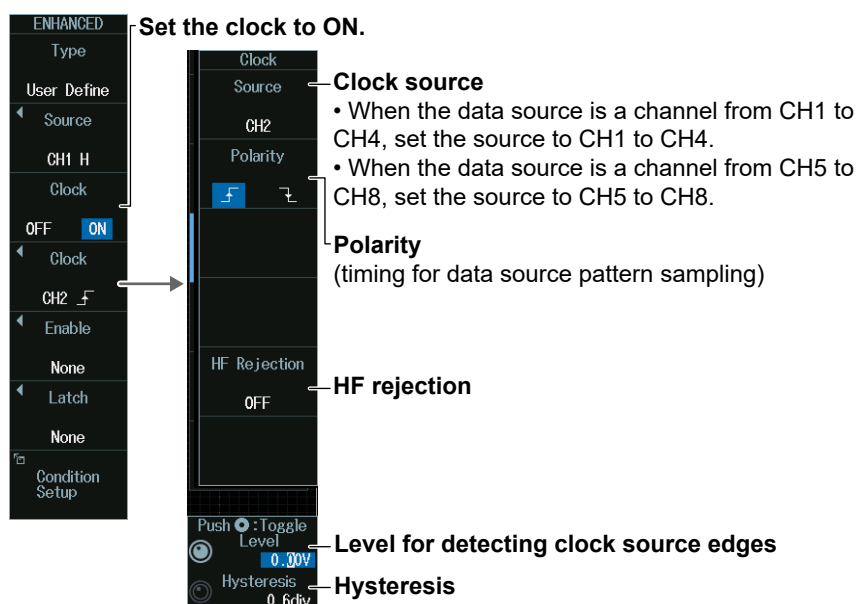 ENHANCED
Type
User Define
Source
CH1 H
Clock
OFF ON
Clock
CH2
Enable
None
Latch
None
Condition
Setup
Set the clock to ON.
Clock
Source
CH2
Polarity
HF Rejection
OFF
Push :Toggle
Level
0.00V
Hysteresis
0.6div
Clock source
• When the data source is a channel from CH1 to
CH4, set the source to CH1 to CH4.
• When the data source is a channel from CH5 to
CH8, set the source to CH5 to CH8.
Polarity
(timing for data source pattern sampling)
HF rejection
Level for detecting clock source edges
Hysteresis